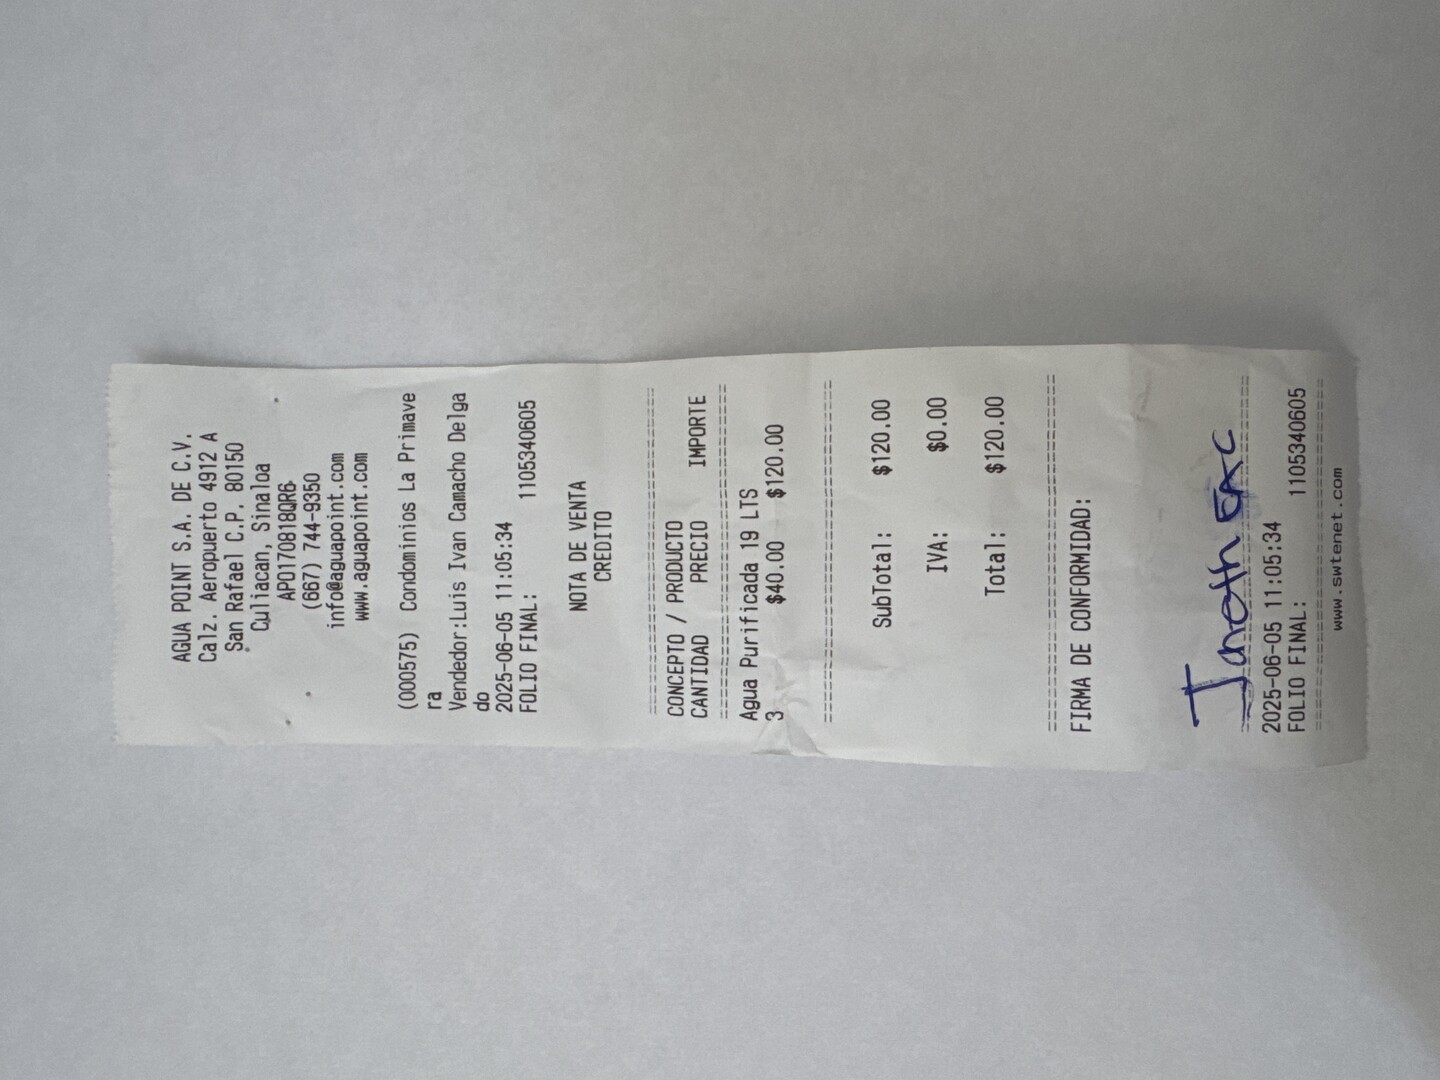 AGUA POINT S.A. DE C.V.
Calz. Aeropuerto 4912 A
San Rafael C.P. 80150
Culiacan, Sinaloa
APO170818QR6
(667) 744-9350
info@aguapoint.com
www.aguapoint.com
(000575) Condominios La Primave
ra
Vendedor:Luis Ivan Camacho Delga
do
2025-06-05 11:05:34
FOLIO FINAL: 1105340605
NOTA DE VENTA
CREDITO
================================
CONCEPTO / PRODUCTO
CANTIDAD PRECIO IMPORTE
================================
Agua Purificada 19 LTS
3 $40.00 $120.00
================================
SubTotal: $120.00
IVA: $0.00
Total: $120.00
================================
FIRMA DE CONFORMIDAD:
================================
2025-06-05 11:05:34
FOLIO FINAL: 1105340605
================================
www.swtenet.com